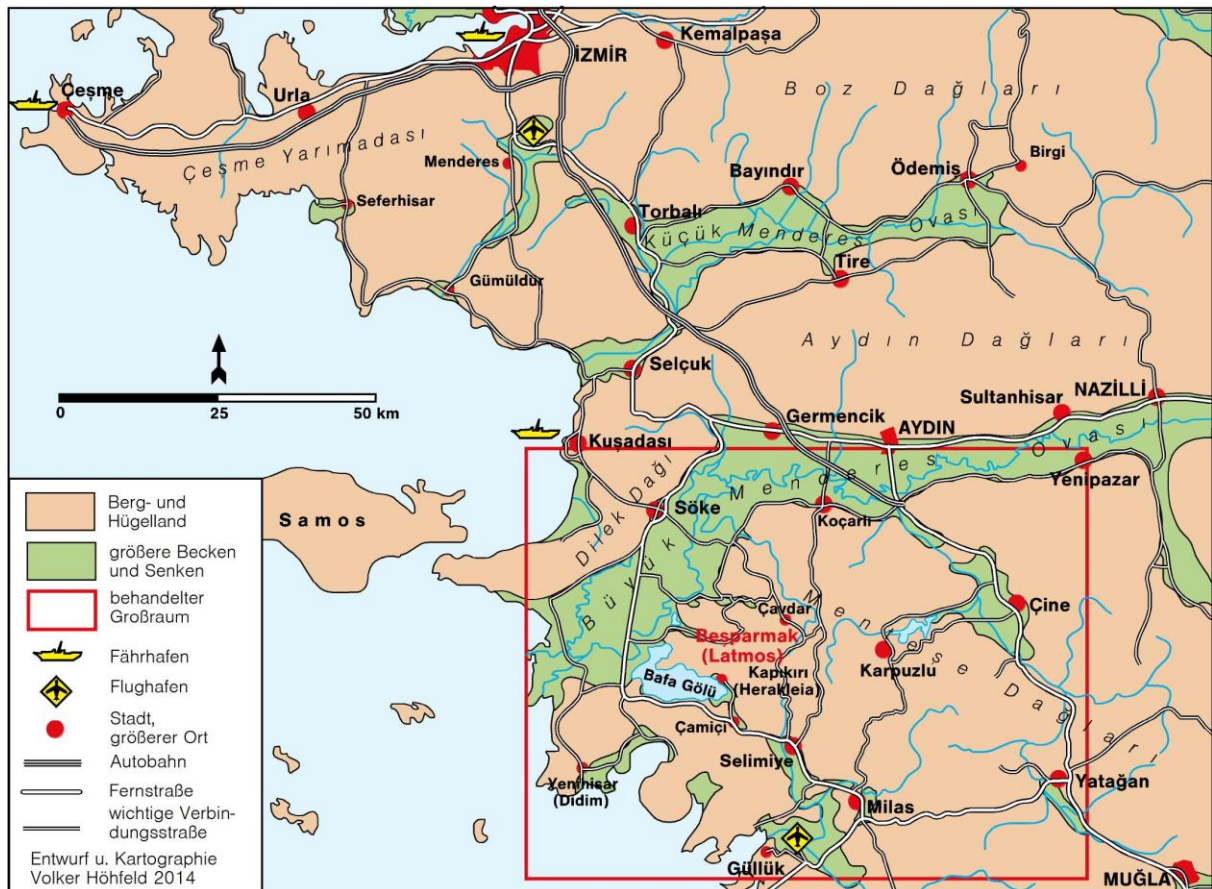 Kemalpaşa
İZMİR
Çeşme
Urla
Boz Dağları
Çeşme Yarımadası
Menderes
Birgi
Bayındır
Ödemiş
Seferhisar
Torbalı
Küçük Menderes Ovası
Tire
Gümüldür
Aydın Dağları
Selçuk
0 25 50 km
NAZİLLİ
Sultanhisar
Germencik
AYDIN
Kuşadası
Büyük Menderes Ovası
Yenipazar
Samos
Dilek Dağı
Söke
Koçarlı
Çavdar
Menteşe Dağları
Çine
Beşparmak
(Latmos)
Karpuzlu
Kapıkırı
(Herakleia)
Bafa Gölü
Çamiçi
Selimiye
Yenihisar
(Didim)
Yatağan
Milas
Güllük
MUĞLA
Berg- und
Hügelland
größere Becken
und Senken
behandelter
Großraum
Fährhafen
Flughafen
Stadt,
größerer Ort
Autobahn
Fernstraße
wichtige Verbin-
dungsstraße
Entwurf u. Kartographie
Volker Höhfeld 2014